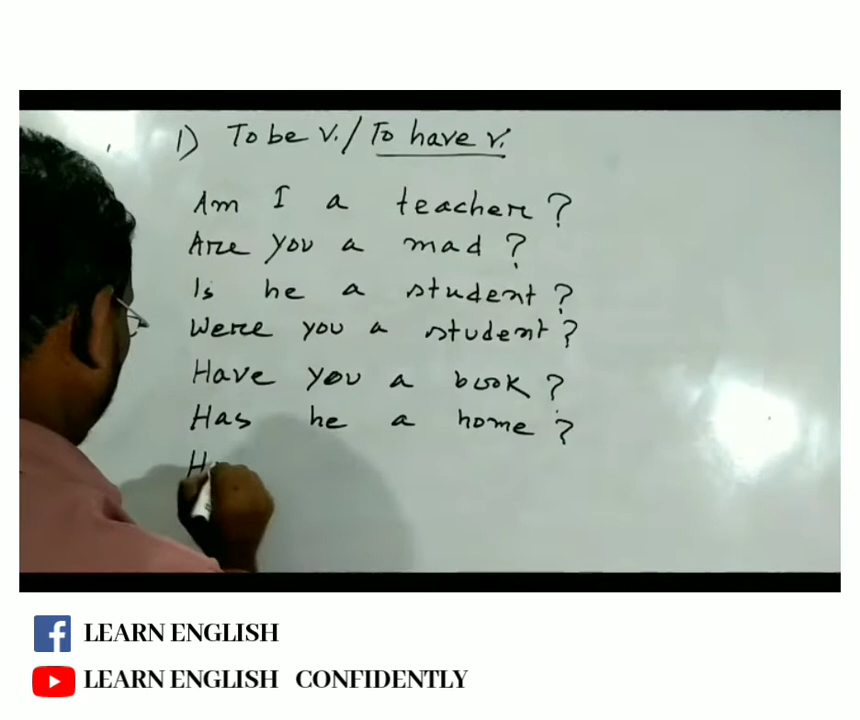 1) To be v. / To have v.
Am I a teacher?
Are you a mad?
Is he a student?
Were you a student?
Have you a book?
Has he a home?
H
LEARN ENGLISH
LEARN ENGLISH CONFIDENTLY